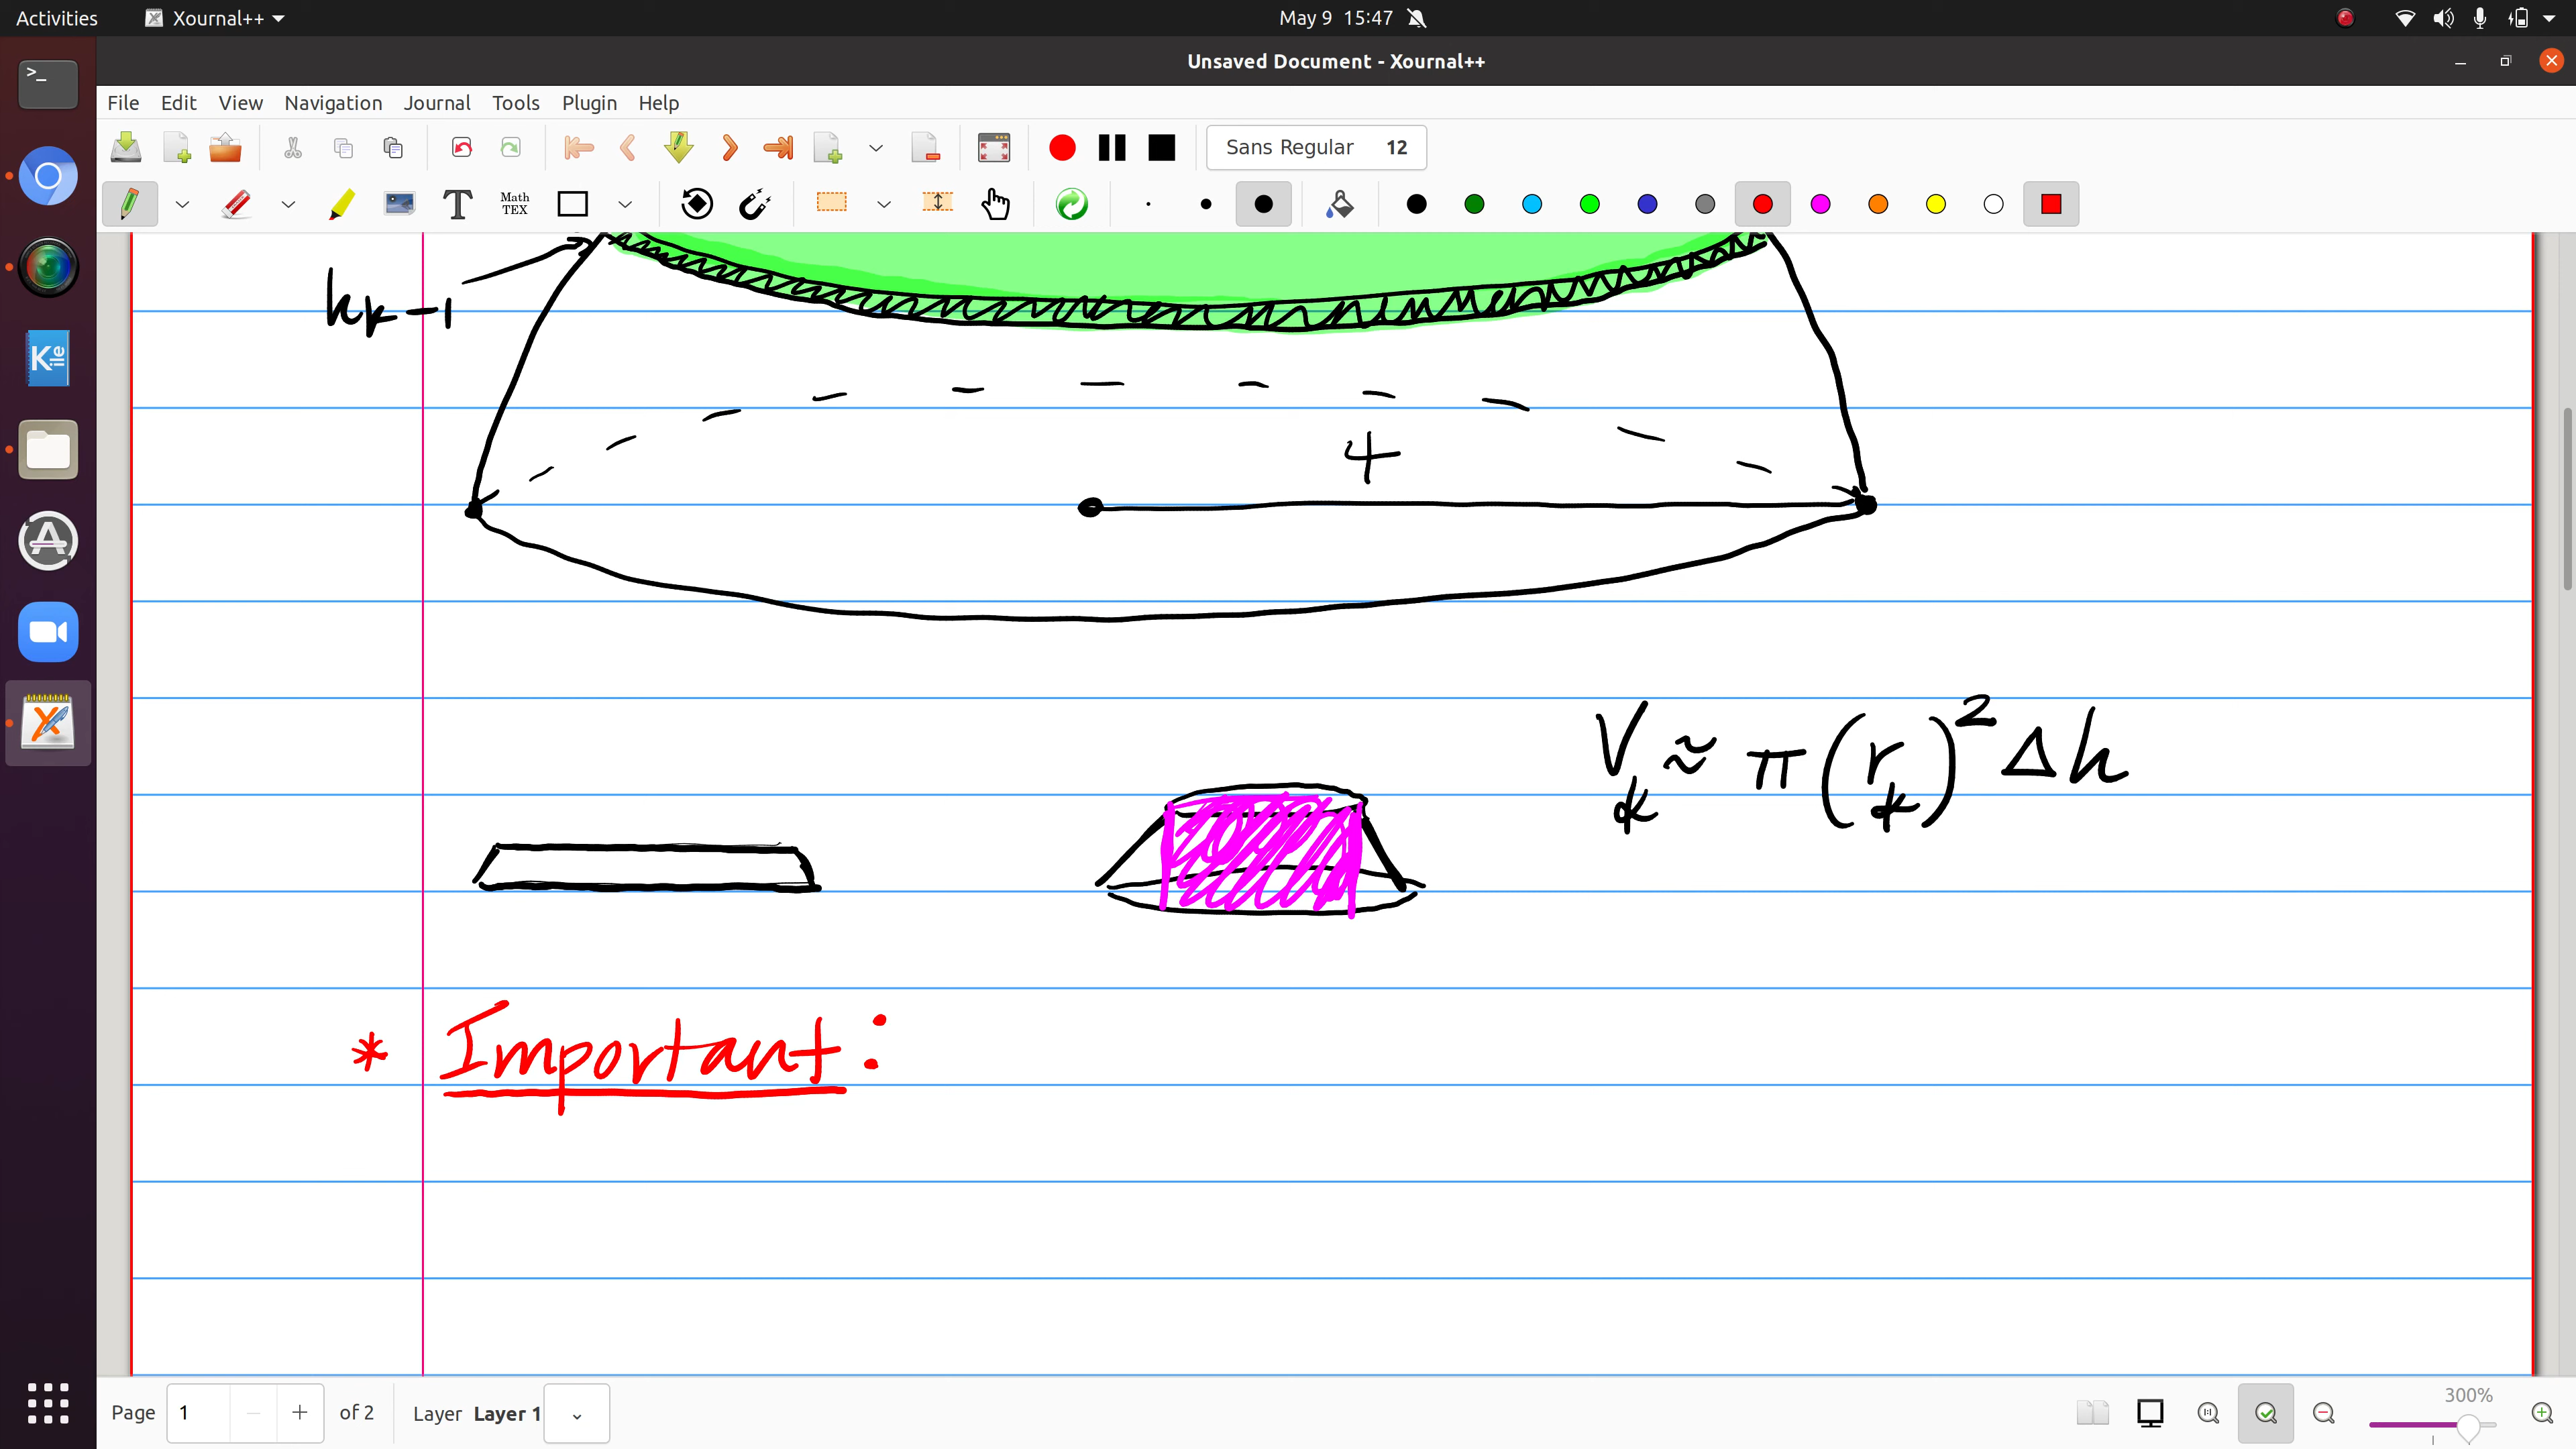 Activities Xournal++ May 9 15:47
Unsaved Document - Xournal++
File Edit View Navigation Journal Tools Plugin Help
Sans Regular 12
Math
TEX
h_{k-1}
4
V_k ≈ π(r_k)^2 Δh
* Important:
Page 1 of 2 Layer Layer 1 300%